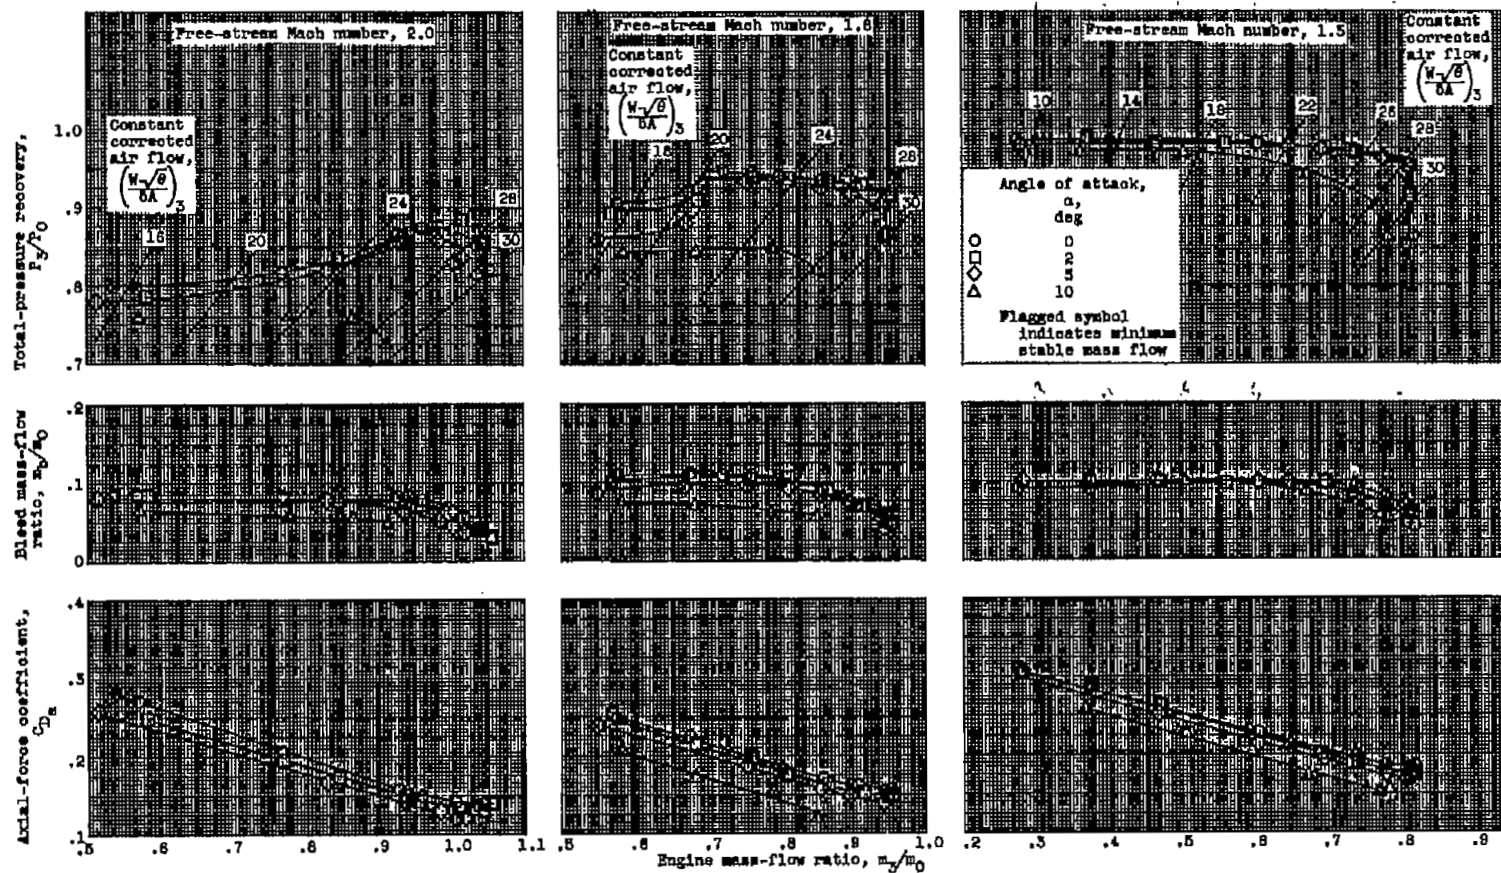 Free-stream Mach number, 2.0
Constant
corrected
air flow,
(W√θ/δA)3
16
20
24
28
30
Free-stream Mach number, 1.8
Constant
corrected
air flow,
(W√θ/δA)3
16
20
24
28
30
Free-stream Mach number, 1.5
Constant
corrected
air flow,
(W√θ/δA)3
10
14
18
22
26
28
30
Angle of attack,
α,
deg
0
2
5
10
Flagged symbol
indicates minimum
stable mass flow
Total-pressure recovery,
P3/P0
1.0
.9
.8
.7
Bleed mass-flow
ratio, mb/m0
.2
.1
0
Axial-force coefficient,
CDa
.4
.3
.2
.1
.5 .6 .7 .8 .9 1.0 1.1
.5 .6 .7 .8 .9 1.0
.2 .3 .4 .5 .6 .7 .8 .9
Engine mass-flow ratio, m3/m0